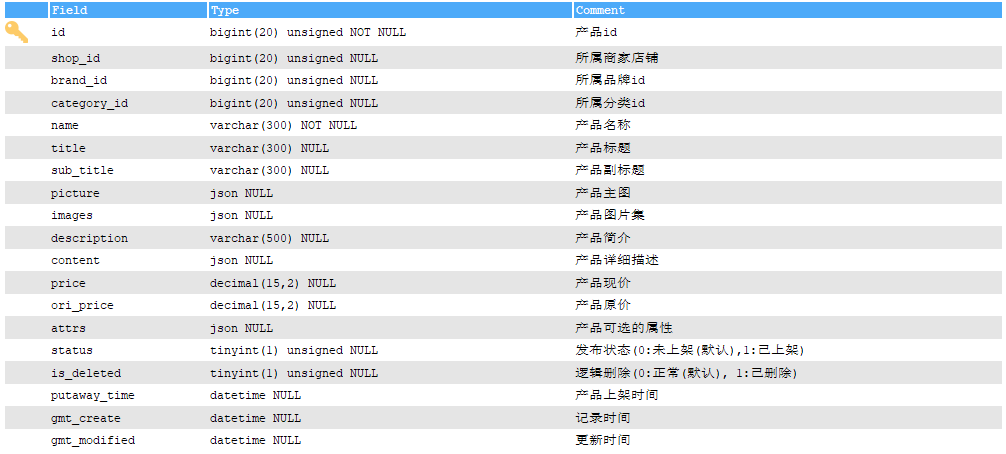 Field Type Comment
id bigint(20) unsigned NOT NULL 产品id
shop_id bigint(20) unsigned NULL 所属商家店铺
brand_id bigint(20) unsigned NULL 所属品牌id
category_id bigint(20) unsigned NULL 所属分类id
name varchar(300) NOT NULL 产品名称
title varchar(300) NULL 产品标题
sub_title varchar(300) NULL 产品副标题
picture json NULL 产品主图
images json NULL 产品图片集
description varchar(500) NULL 产品简介
content json NULL 产品详细描述
price decimal(15,2) NULL 产品现价
ori_price decimal(15,2) NULL 产品原价
attrs json NULL 产品可选的属性
status tinyint(1) unsigned NULL 发布状态(0:未上架(默认),1:已上架)
is_deleted tinyint(1) unsigned NULL 逻辑删除(0:正常(默认), 1:已删除)
putaway_time datetime NULL 产品上架时间
gmt_create datetime NULL 记录时间
gmt_modified datetime NULL 更新时间